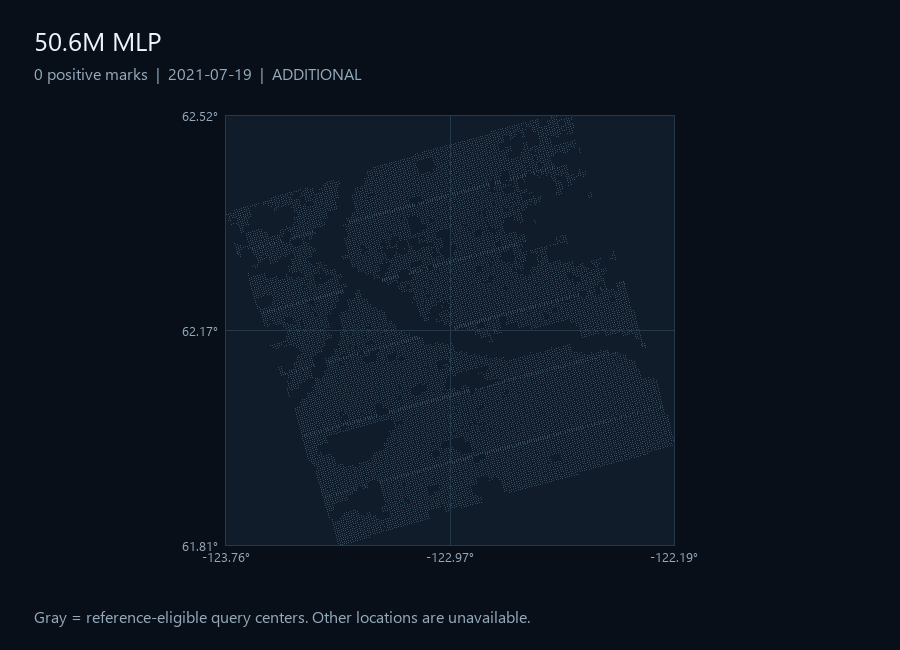 50.6M MLP
0 positive marks | 2021-07-19 | ADDITIONAL
62.52°
62.17°
61.81°
-123.76°
-122.97°
-122.19°
Gray = reference-eligible query centers. Other locations are unavailable.